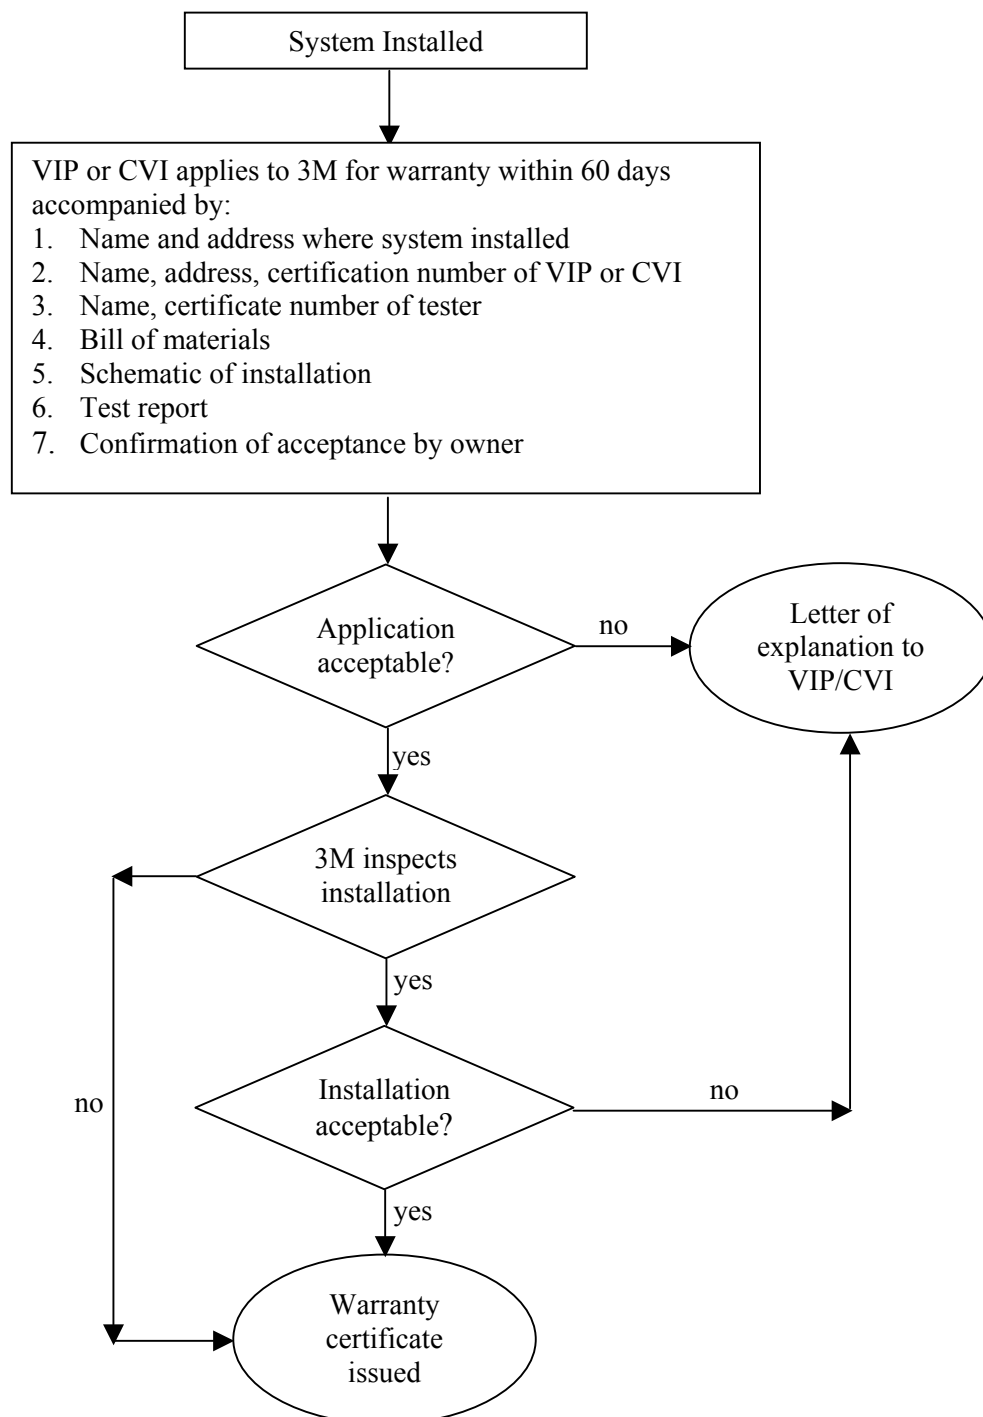 System Installed
VIP or CVI applies to 3M for warranty within 60 days
accompanied by:
1. Name and address where system installed
2. Name, address, certification number of VIP or CVI
3. Name, certificate number of tester
4. Bill of materials
5. Schematic of installation
6. Test report
7. Confirmation of acceptance by owner
Application
acceptable?
no
Letter of
explanation to
VIP/CVI
yes
3M inspects
installation
yes
no
Installation
acceptable?
no
yes
Warranty
certificate
issued